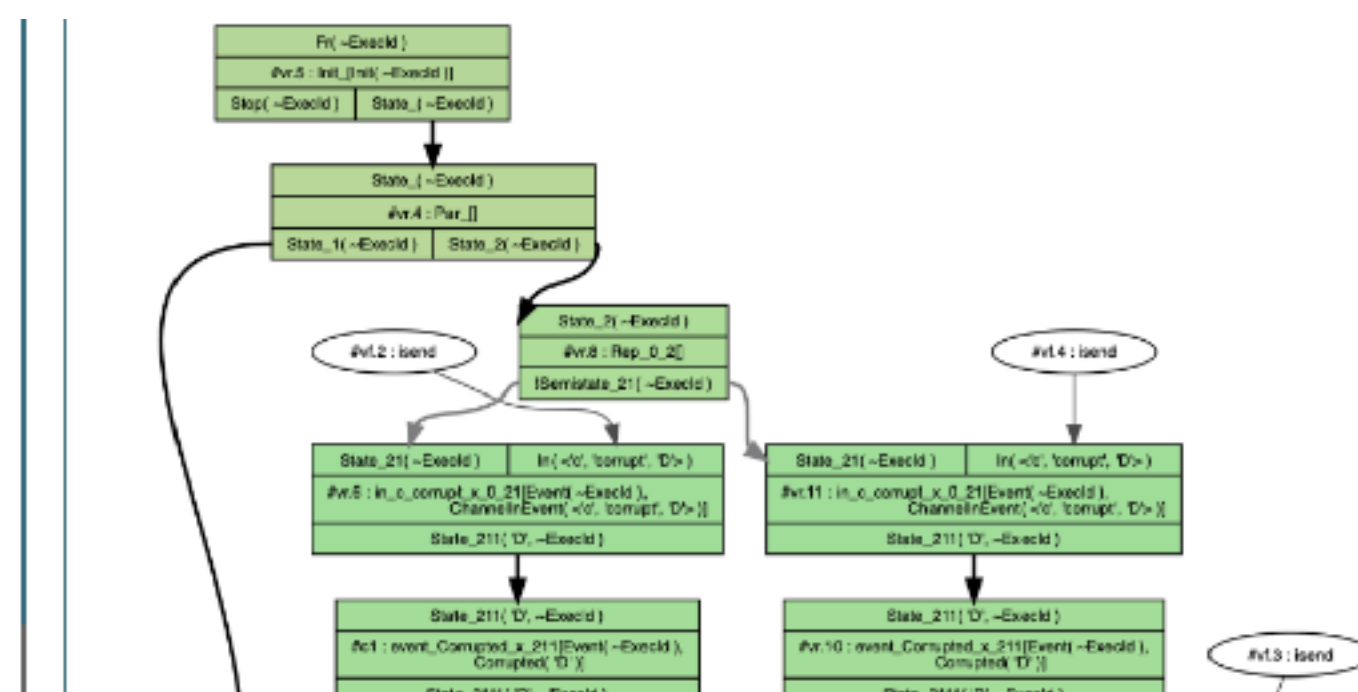 Fr( ~ExecId )
#vr.5 : Init_[Init( ~ExecId )]
Stop( ~ExecId ) State_( ~ExecId )
State_( ~ExecId )
#vr.4 : Par_[]
State_1( ~ExecId ) State_2( ~ExecId )
State_2( ~ExecId )
#vf.2 : isend
#vr.8 : Rep_0_2[]
#vf.4 : isend
!Semistate_21( ~ExecId )
State_21( ~ExecId ) In( <'c', 'corrupt', 'D'> )
State_21( ~ExecId ) In( <'c', 'corrupt', 'D'> )
#vr.6 : in_c_corrupt_x_0_21[Event( ~ExecId ),
ChannelInEvent( <'c', 'corrupt', 'D'> )]
#vr.11 : in_c_corrupt_x_0_21[Event( ~ExecId ),
ChannelInEvent( <'c', 'corrupt', 'D'> )]
State_211( 'D', ~ExecId )
State_211( 'D', ~ExecId )
State_211( 'D', ~ExecId )
State_211( 'D', ~ExecId )
#c1 : event_Corrupted_x_211[Event( ~ExecId ),
Corrupted( 'D' )]
#vr.10 : event_Corrupted_x_211[Event( ~ExecId ),
Corrupted( 'D' )]
#vf.3 : isend